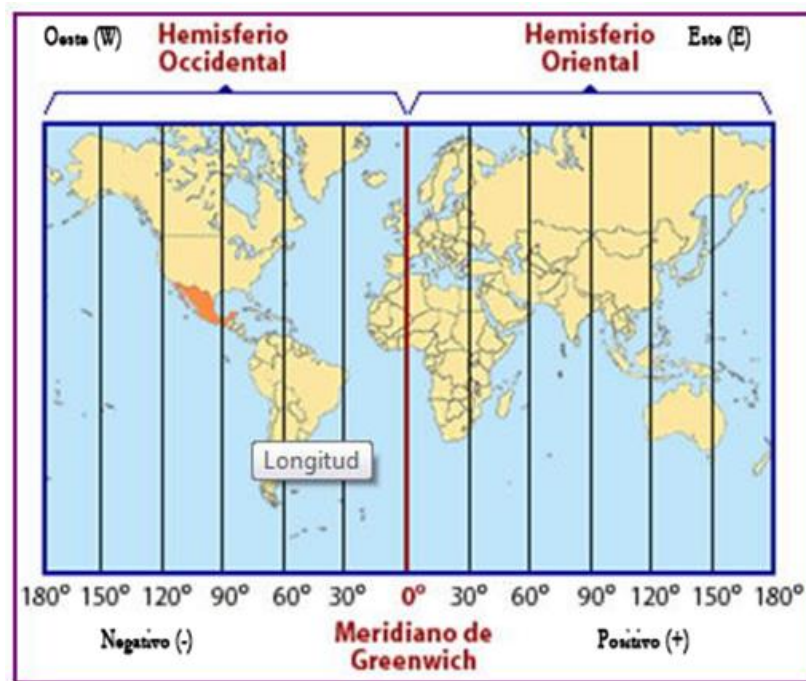 Oeste (W)
Hemisferio
Occidental
Hemisferio
Oriental
Este (E)
Longitud
180° 150° 120° 90° 60° 30° 0° 30° 60° 90° 120° 150° 180°
Negativo (-)
Meridiano de
Greenwich
Positivo (+)